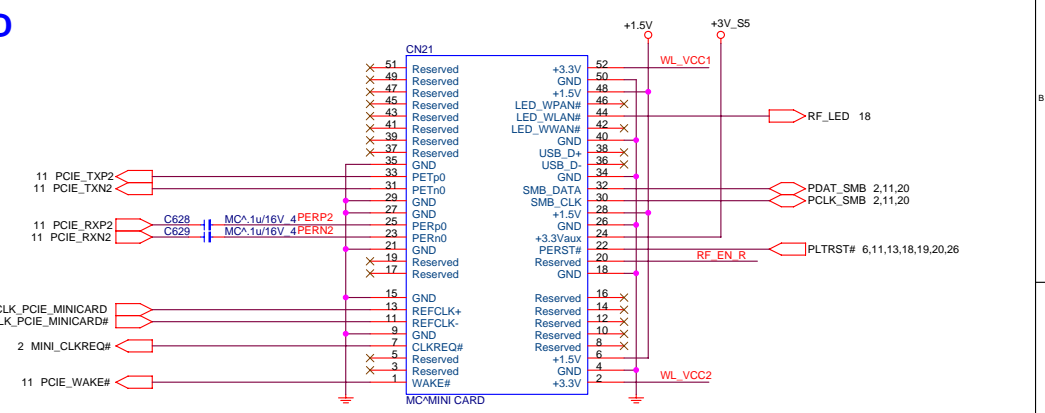 D
+1.5V +3V_S5
CN21
51 Reserved +3.3V 52 WL_VCC1
49 Reserved GND 50
47 Reserved +1.5V 48
45 Reserved LED_WPAN# 46
43 Reserved LED_WLAN# 44 RF_LED 18
41 Reserved LED_WWAN# 42
39 Reserved GND 40
37 Reserved USB_D+ 38
35 GND USB_D- 36
11 PCIE_TXP2 33 PETp0 GND 34
11 PCIE_TXN2 31 PETn0 SMB_DATA 32 PDAT_SMB 2,11,20
29 GND SMB_CLK 30 PCLK_SMB 2,11,20
27 GND +1.5V 28
11 PCIE_RXP2 C628 MC^.1u/16V_4 PERP2 25 PERp0 GND 26
11 PCIE_RXN2 C629 MC^.1u/16V_4 PERN2 23 PERn0 +3.3Vaux 24
21 GND PERST# 22 PLTRST# 6,11,13,18,19,20,26
19 Reserved Reserved 20 RF_EN_R
17 Reserved GND 18
15 GND Reserved 16
CLK_PCIE_MINICARD 13 REFCLK+ Reserved 14
LK_PCIE_MINICARD# 11 REFCLK- Reserved 12
9 GND Reserved 10
2 MINI_CLKREQ# 7 CLKREQ# Reserved 8
5 Reserved +1.5V 6
3 Reserved GND 4
11 PCIE_WAKE# 1 WAKE# +3.3V 2 WL_VCC2
MC^MINI CARD
B